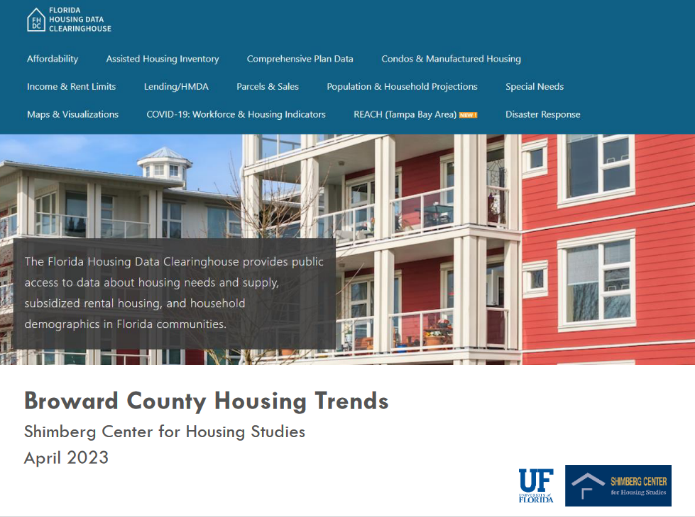 FLORIDA
HOUSING DATA
CLEARINGHOUSE
FH
DC
Affordability Assisted Housing Inventory Comprehensive Plan Data Condos & Manufactured Housing
Income & Rent Limits Lending/HMDA Parcels & Sales Population & Household Projections Special Needs
Maps & Visualizations COVID-19: Workforce & Housing Indicators REACH (Tampa Bay Area) NEW! Disaster Response
The Florida Housing Data Clearinghouse provides public
access to data about housing needs and supply,
subsidized rental housing, and household
demographics in Florida communities.
Broward County Housing Trends
Shimberg Center for Housing Studies
April 2023
UF
UNIVERSITY of
FLORIDA
SHIMBERG CENTER
for Housing Studies